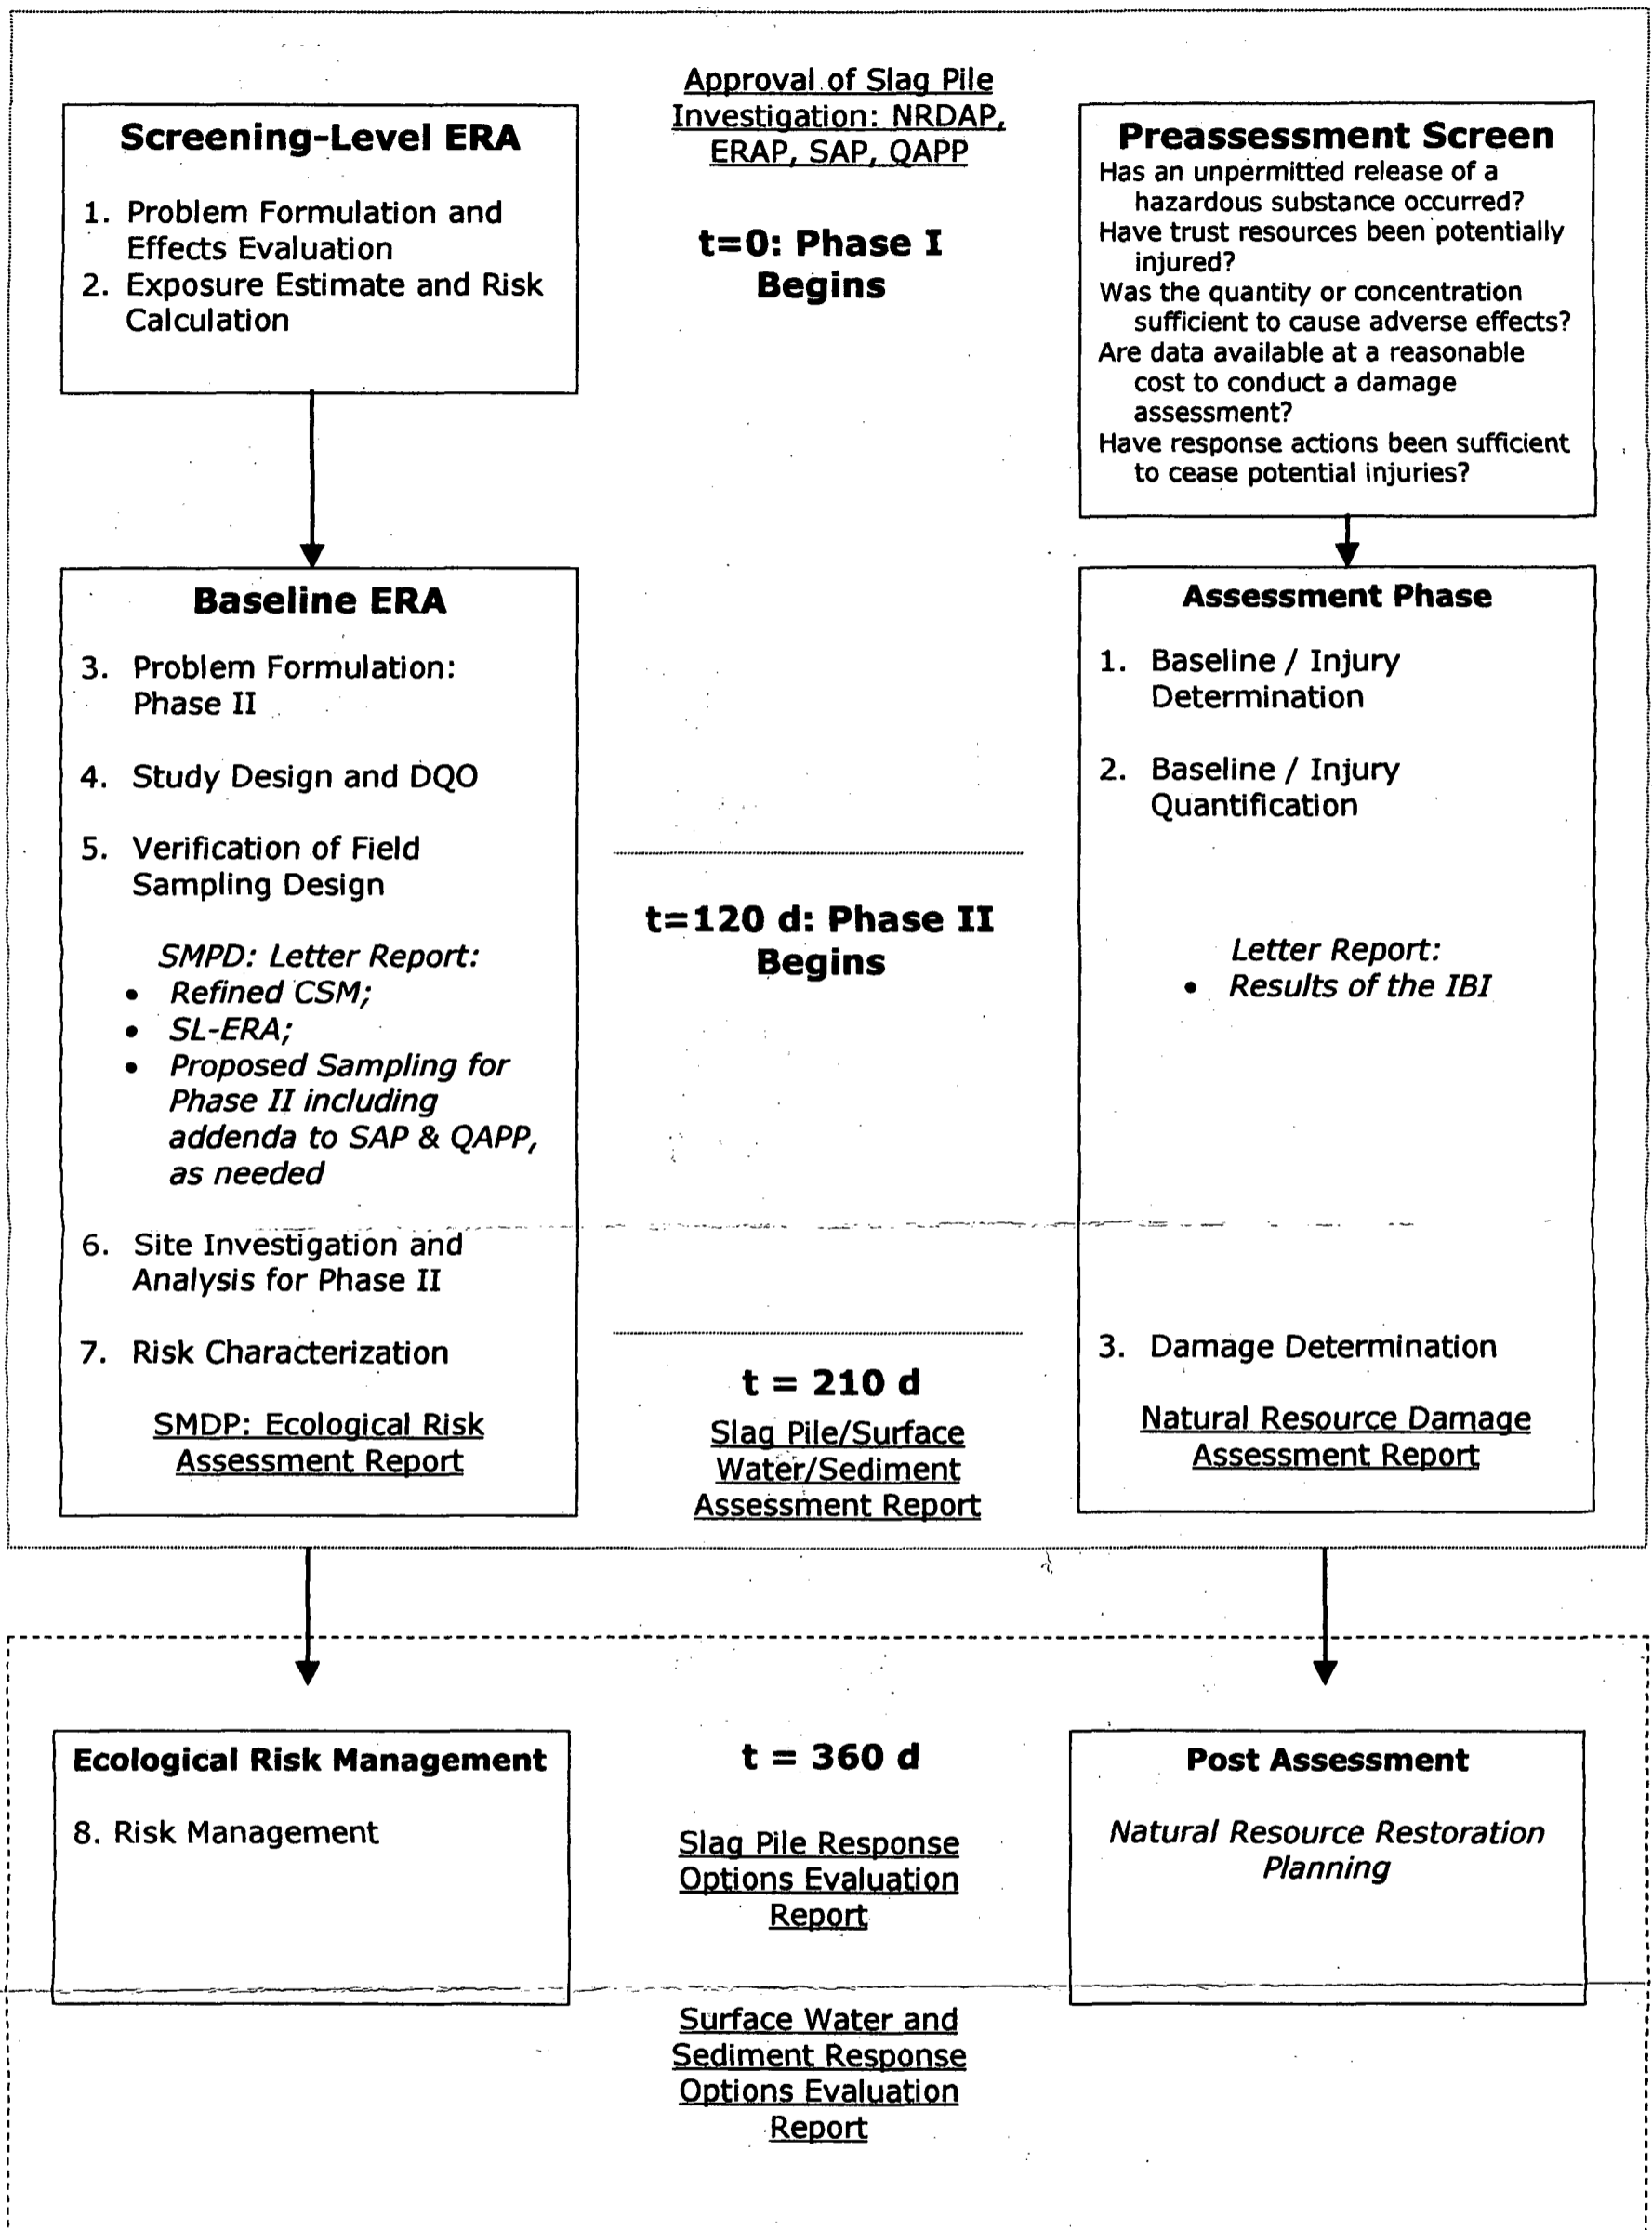 Approval of Slag Pile
Investigation: NRDAP,
ERAP, SAP, QAPP
t=0: Phase I
Begins
Screening-Level ERA
1. Problem Formulation and
Effects Evaluation
2. Exposure Estimate and Risk
Calculation
Preassessment Screen
Has an unpermitted release of a
hazardous substance occurred?
Have trust resources been potentially
injured?
Was the quantity or concentration
sufficient to cause adverse effects?
Are data available at a reasonable
cost to conduct a damage
assessment?
Have response actions been sufficient
to cease potential injuries?
Baseline ERA
3. Problem Formulation:
Phase II
4. Study Design and DQO
5. Verification of Field
Sampling Design
SMPD: Letter Report:
• Refined CSM;
• SL-ERA;
• Proposed Sampling for
Phase II including
addenda to SAP & QAPP,
as needed
6. Site Investigation and
Analysis for Phase II
7. Risk Characterization
SMDP: Ecological Risk
Assessment Report
t=120 d: Phase II
Begins
t = 210 d
Slag Pile/Surface
Water/Sediment
Assessment Report
Assessment Phase
1. Baseline / Injury
Determination
2. Baseline / Injury
Quantification
Letter Report:
• Results of the IBI
3. Damage Determination
Natural Resource Damage
Assessment Report
Ecological Risk Management
8. Risk Management
t = 360 d
Slag Pile Response
Options Evaluation
Report
Surface Water and
Sediment Response
Options Evaluation
Report
Post Assessment
Natural Resource Restoration
Planning